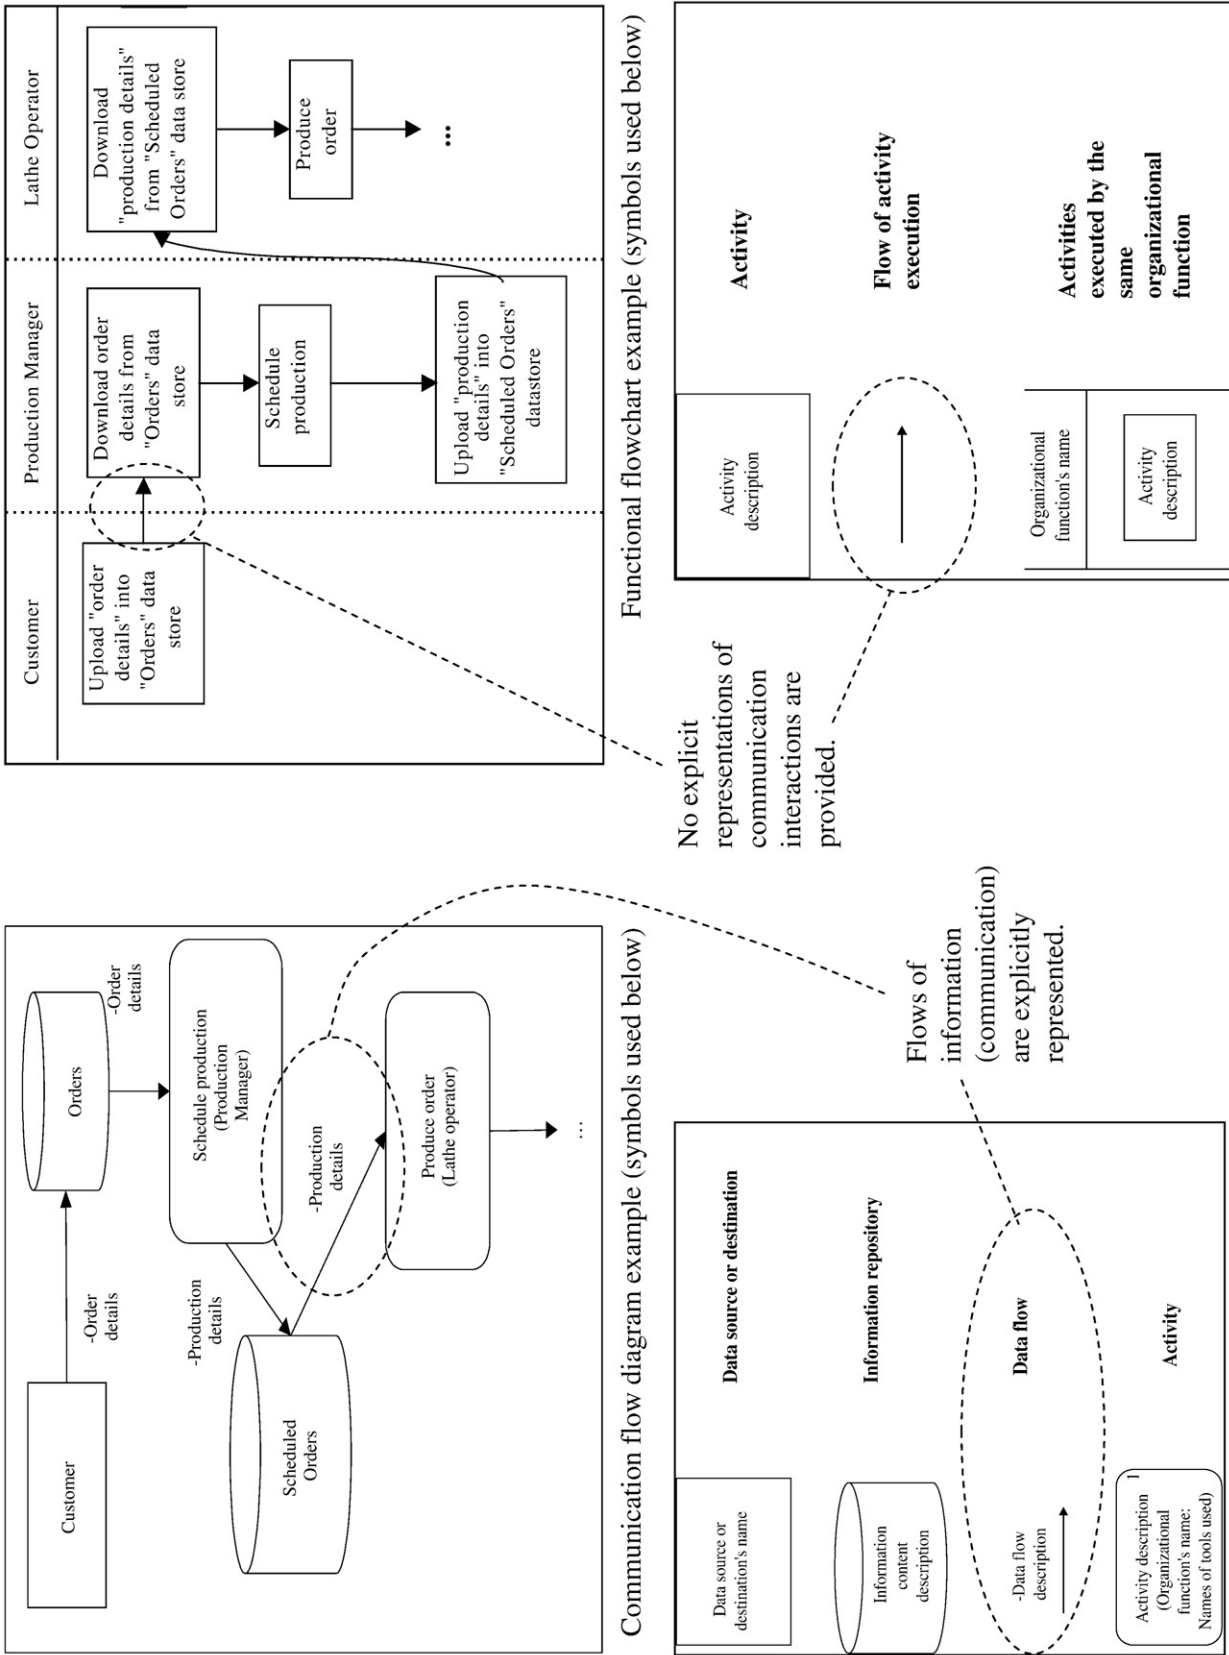 Customer
-Order
details
Orders
-Order
details
Schedule production
(Production
Manager)
-Production
details
Scheduled
Orders
-Production
details
Produce order
(Lathe operator)
...
Communication flow diagram example (symbols used below)
Data source or
destination's name
Data source or destination
Information
content
description
Information repository
-Data flow
description
Data flow
1
Activity description
(Organizational
function's name:
Names of tools used)
Activity
Flows of
information
(communication)
are explicitly
represented.
Customer
Production Manager
Lathe Operator
Upload "order
details" into
"Orders" data
store
Download order
details from
"Orders" data
store
Schedule
production
Upload "production
details" into
"Scheduled Orders"
datastore
Download
"production details"
from "Scheduled
Orders" data store
Produce
order
...
Functional flowchart example (symbols used below)
No explicit
representations of
communication
interactions are
provided.
Activity
description
Activity
Flow of activity
execution
Organizational
function's name
Activity
description
Activities
executed by the
same
organizational
function